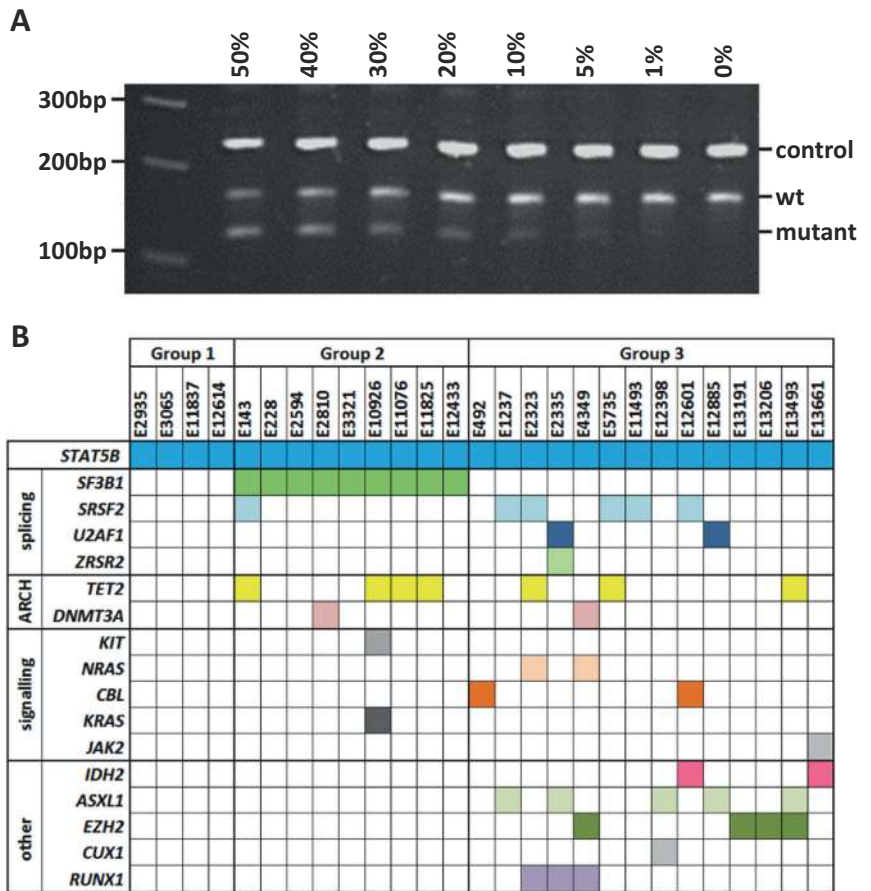 A
50% 40% 30% 20% 10% 5% 1% 0%
300bp
200bp
100bp
control
wt
mutant
B
Group 1 Group 2 Group 3
E2935 E3065 E11837 E12614 E143 E228 E2594 E2810 E3321 E10926 E11076 E11825 E12433 E492 E1237 E2323 E2335 E4349 E5735 E11493 E12398 E12601 E12885 E13191 E13206 E13493 E13661
STAT5B
splicing
SF3B1
SRSF2
U2AF1
ZRSR2
ARCH
TET2
DNMT3A
signalling
KIT
NRAS
CBL
KRAS
JAK2
other
IDH2
ASXL1
EZH2
CUX1
RUNX1